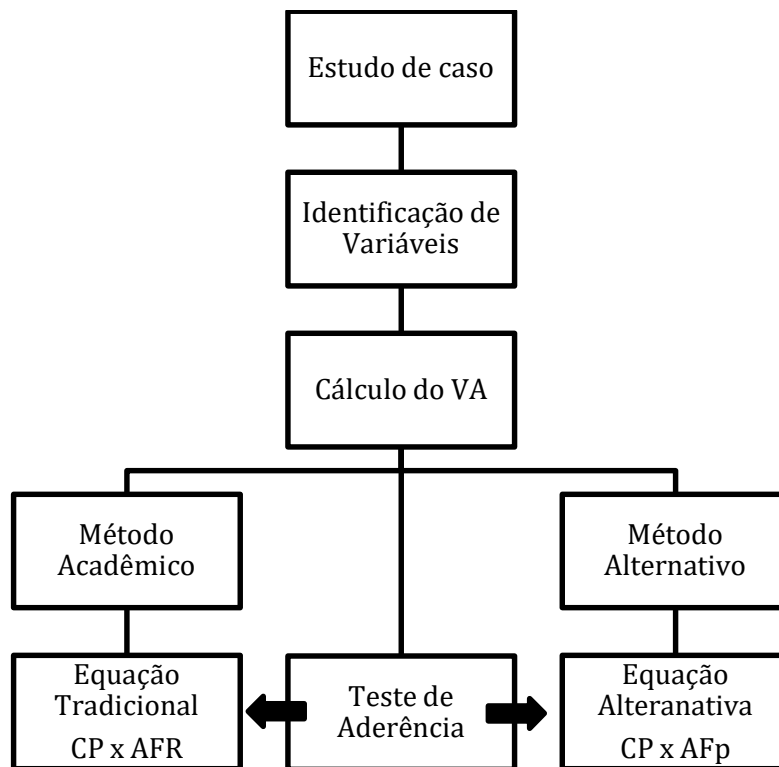 Estudo de caso
Identificação de
Variáveis
Cálculo do VA
Método
Acadêmico
Método
Alternativo
Equação
Tradicional
CP x AFR
Teste de
Aderência
Equação
Alteranativa
CP x AFp